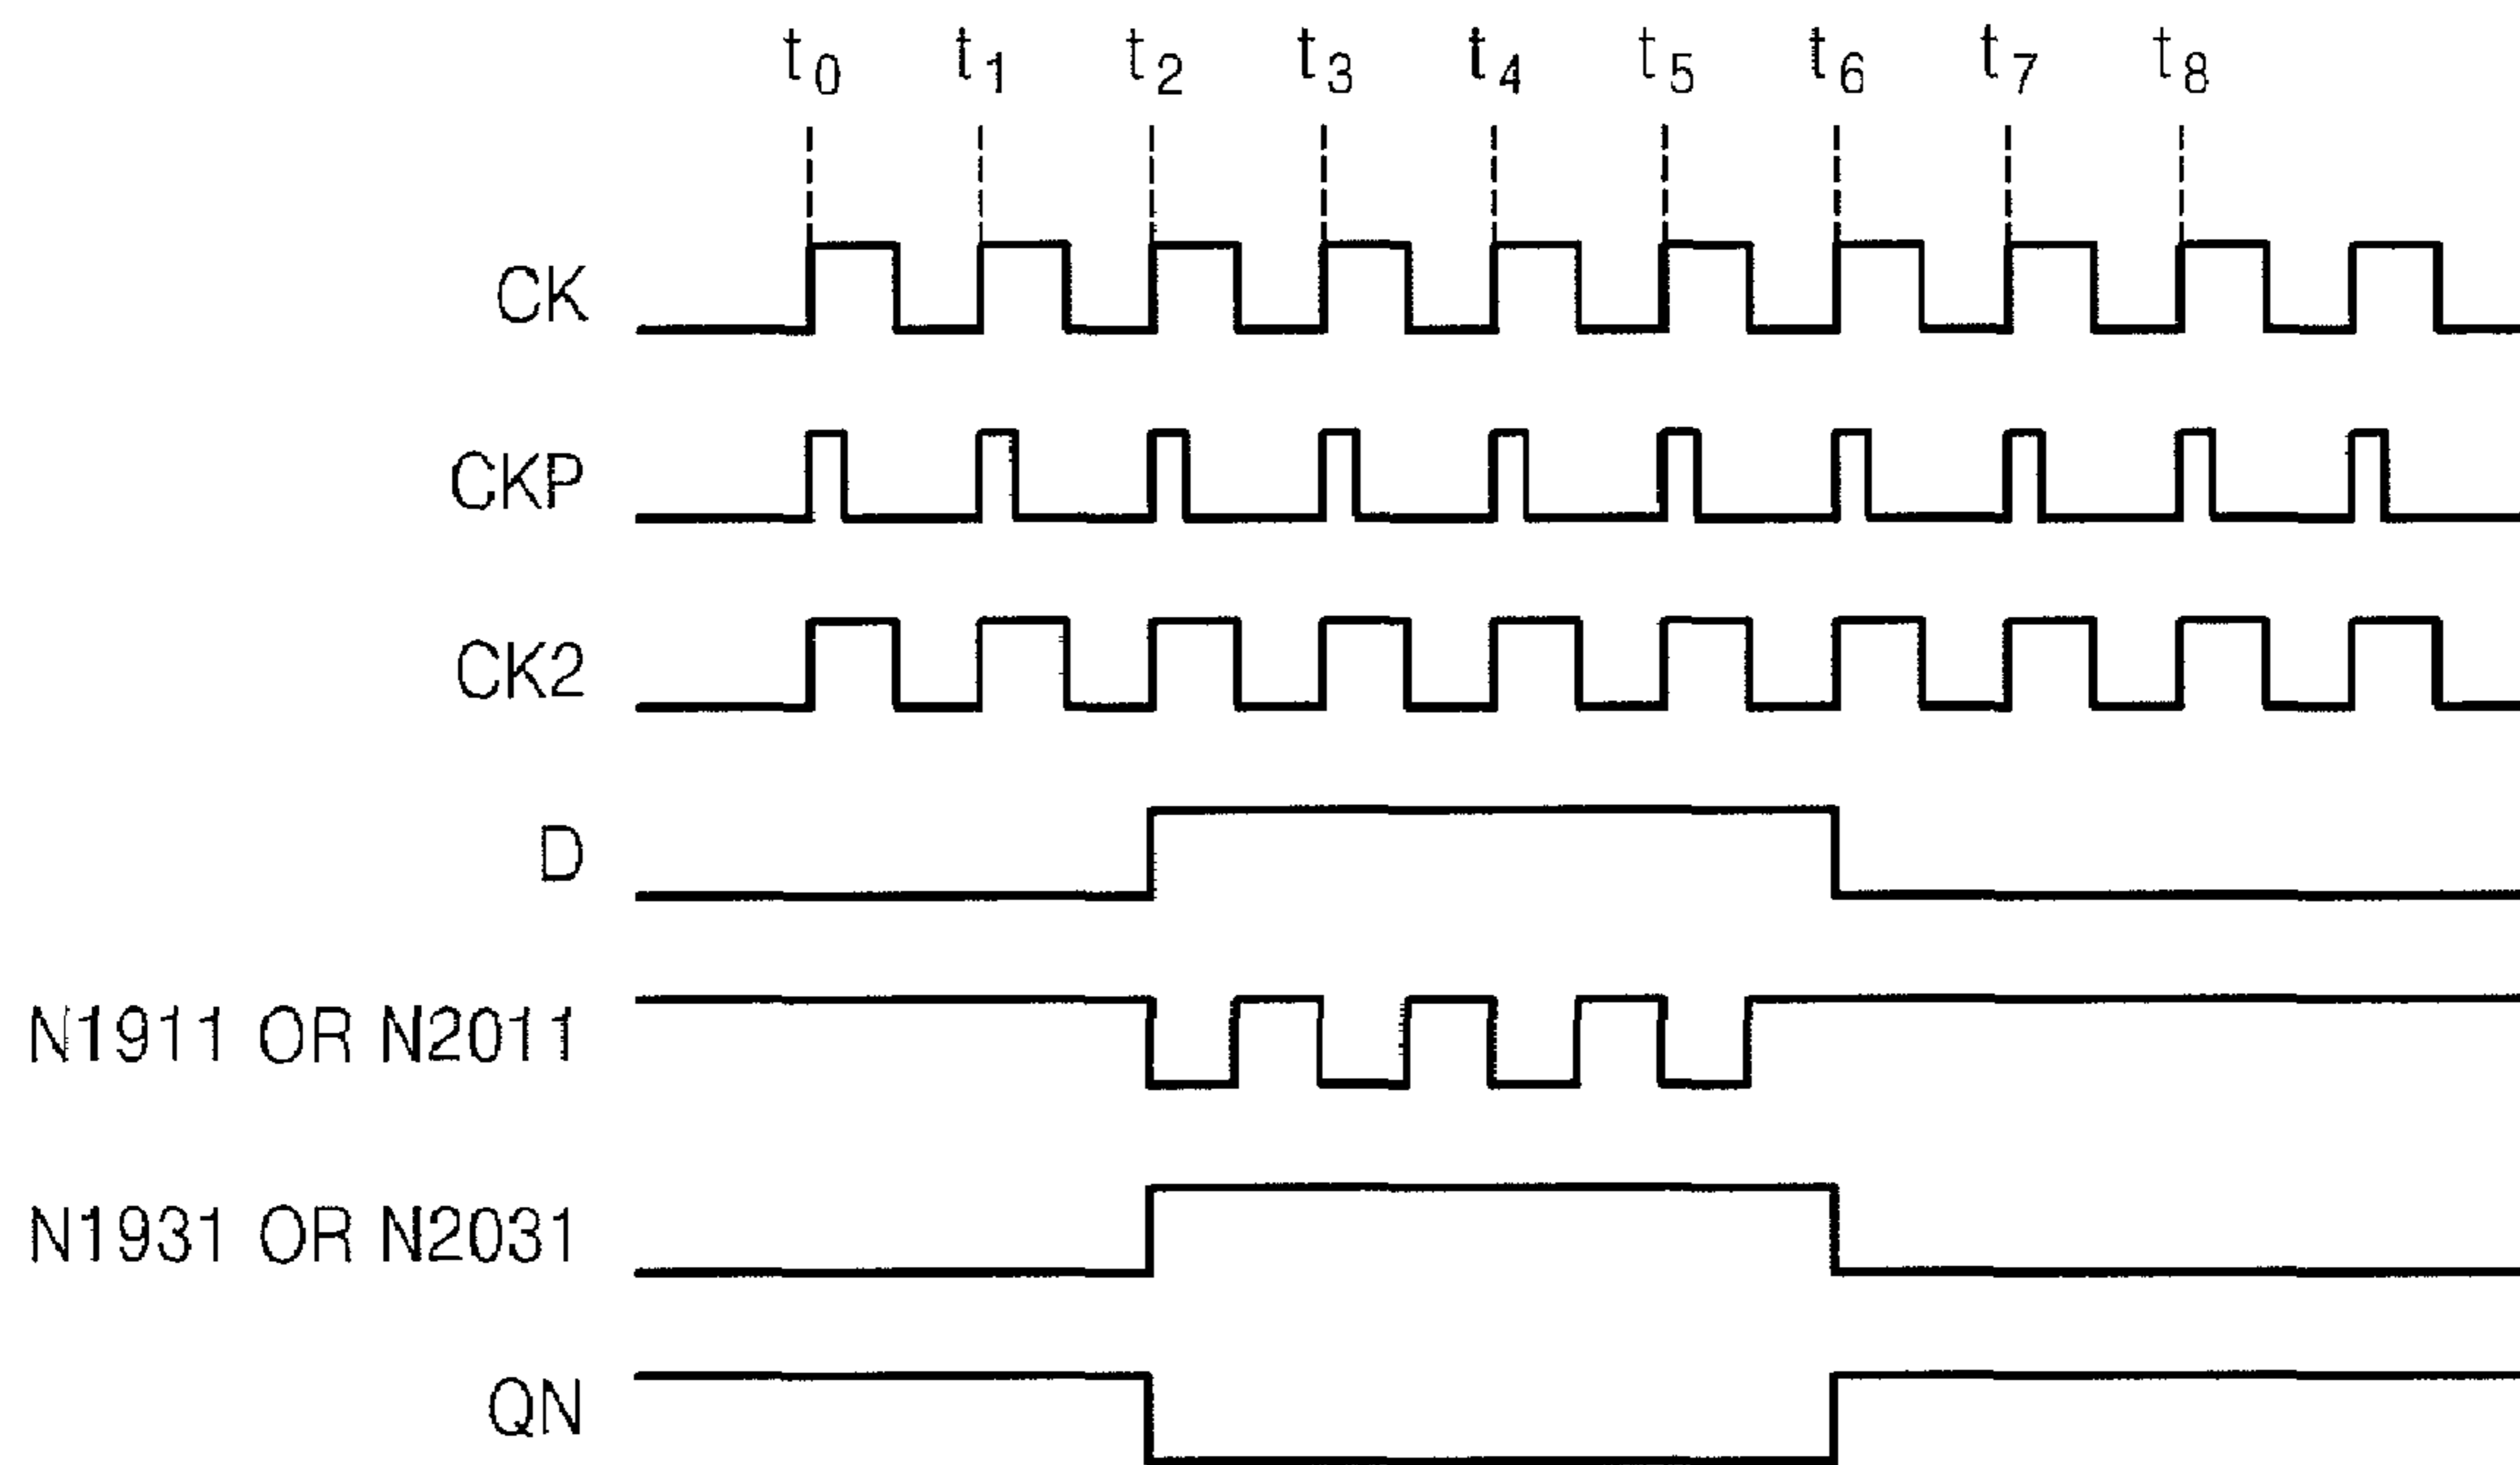 t0 t1 t2 t3 t4 t5 t6 t7 t8
CK
CKP
CK2
D
N1911 OR N2011
N1931 OR N2031
QN